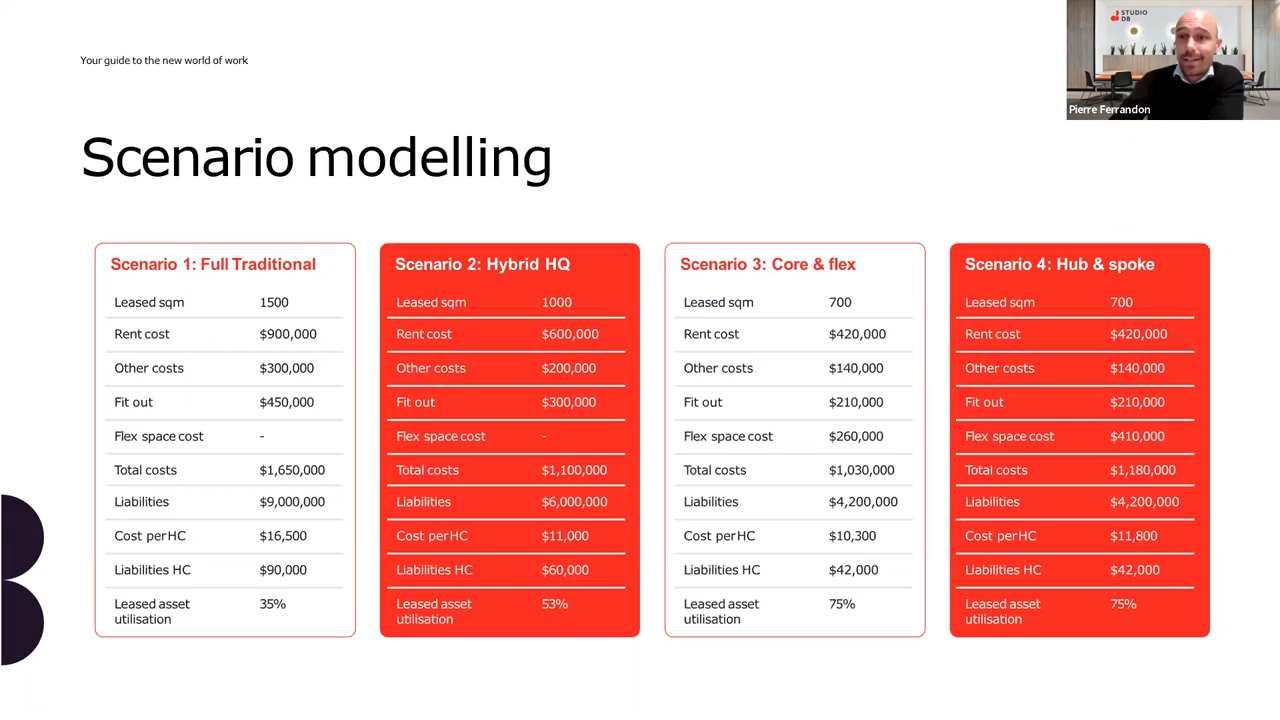 Your guide to the new world of work
STUDIO
DB
Pierre Ferrandon
Scenario modelling
Scenario 1: Full Traditional
Leased sqm 1500
Rent cost $900,000
Other costs $300,000
Fit out $450,000
Flex space cost -
Total costs $1,650,000
Liabilities $9,000,000
Cost per HC $16,500
Liabilities HC $90,000
Leased asset 35%
utilisation
Scenario 2: Hybrid HQ
Leased sqm 1000
Rent cost $600,000
Other costs $200,000
Fit out $300,000
Flex space cost -
Total costs $1,100,000
Liabilities $6,000,000
Cost per HC $11,000
Liabilities HC $60,000
Leased asset 53%
utilisation
Scenario 3: Core & flex
Leased sqm 700
Rent cost $420,000
Other costs $140,000
Fit out $210,000
Flex space cost $260,000
Total costs $1,030,000
Liabilities $4,200,000
Cost per HC $10,300
Liabilities HC $42,000
Leased asset 75%
utilisation
Scenario 4: Hub & spoke
Leased sqm 700
Rent cost $420,000
Other costs $140,000
Fit out $210,000
Flex space cost $410,000
Total costs $1,180,000
Liabilities $4,200,000
Cost per HC $11,800
Liabilities HC $42,000
Leased asset 75%
utilisation